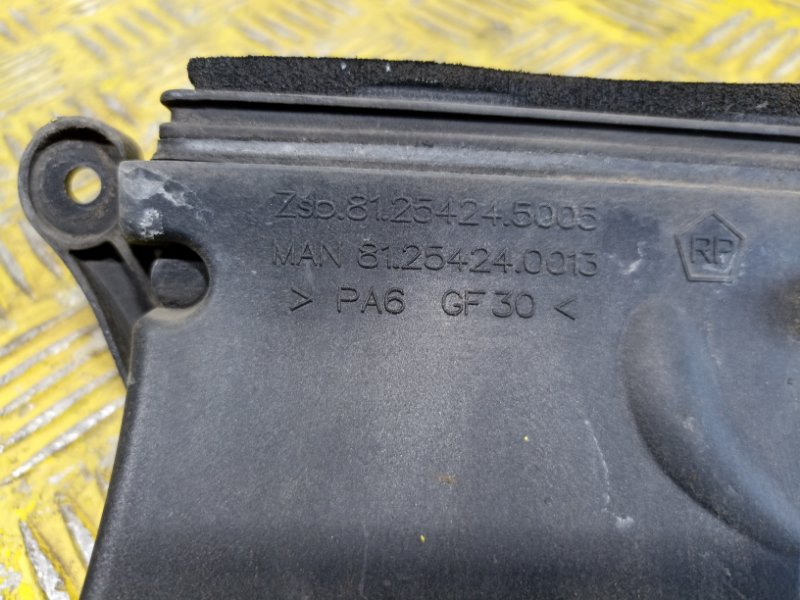 Zsb.81.25424.5005
MAN 81.25424.0013
RP
> PA6 GF30 <